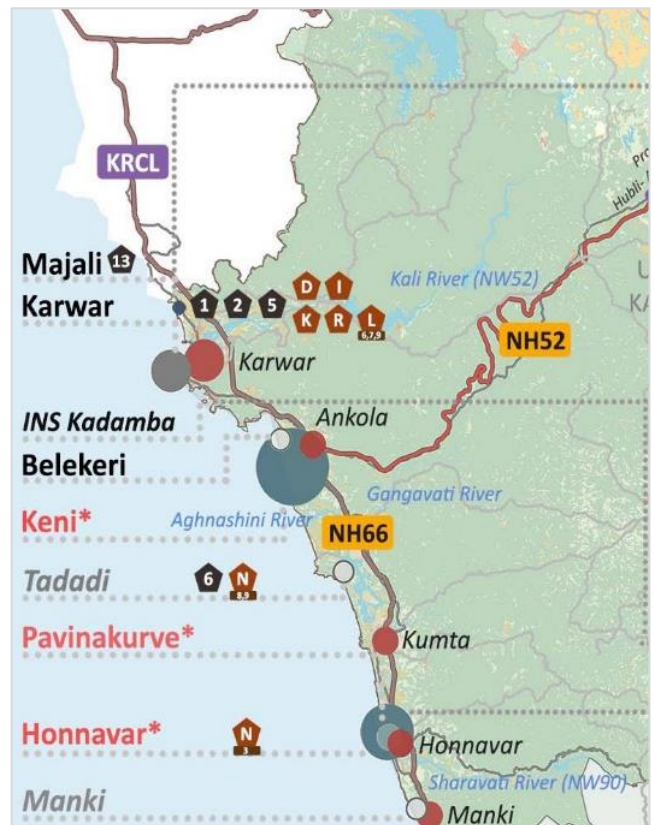 KRCL
Pro
Hubli-
Majali 13
Karwar
1 2 5 D I
K R L
6,7,9
Kali River (NW52)
NH52
Karwar
INS Kadamba
Ankola
Belekeri
Gangavati River
Keni*
Aghnashini River
NH66
Tadadi
6 N
8,9
Pavinakurve*
Kumta
Honnavar*
N
3
Honnavar
Sharavati River (NW90)
Manki
Manki